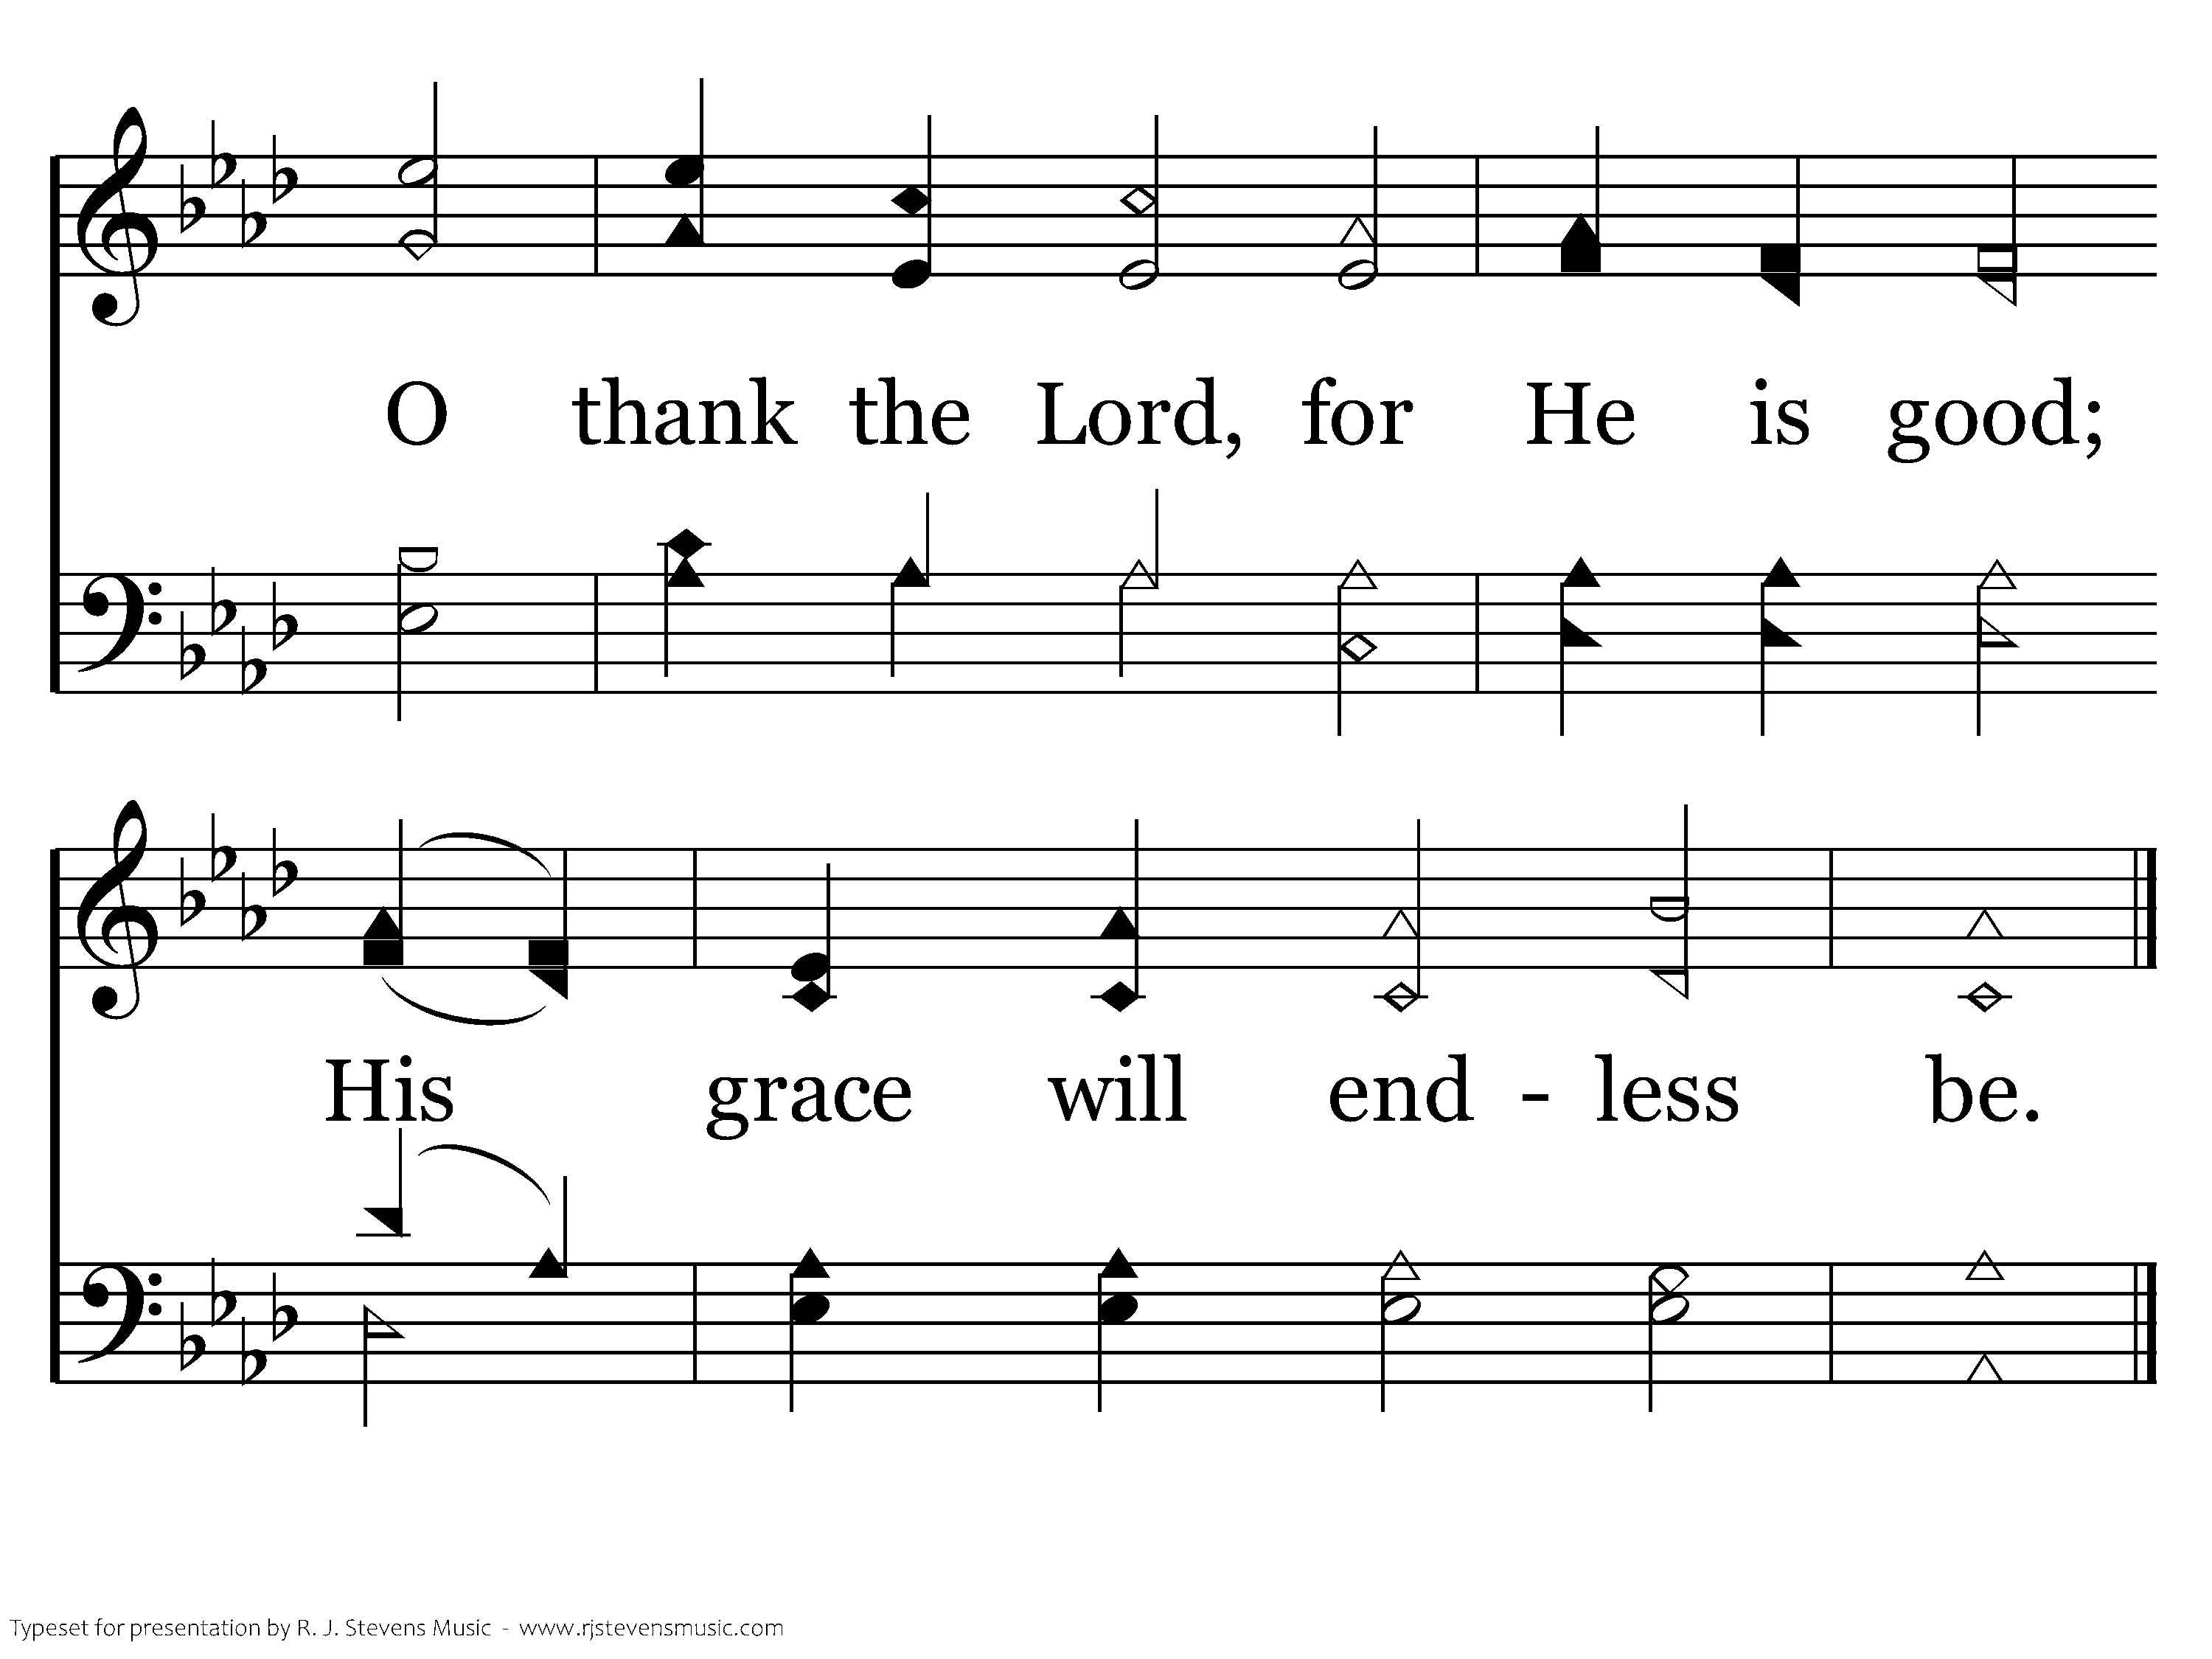 O thank the Lord, for He is good;
His grace will end - less be.
Typeset for presentation by R. J. Stevens Music - www.rjstevensmusic.com